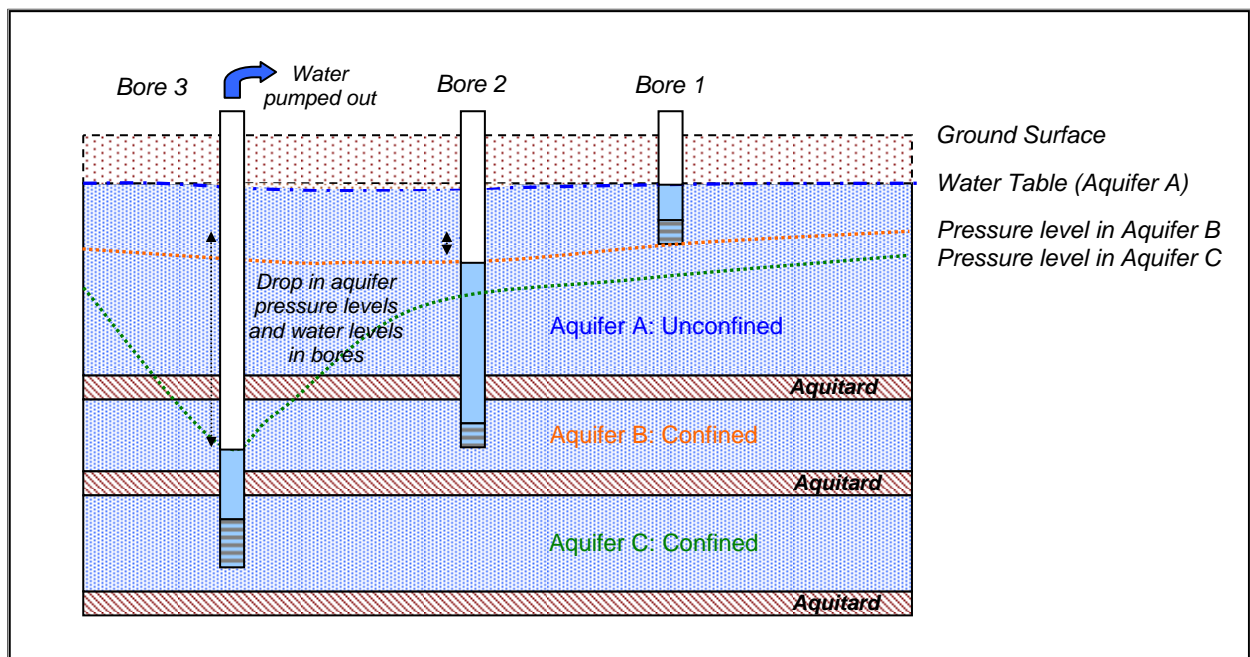 Bore 3
Water
pumped out
Bore 2
Bore 1
Ground Surface
Water Table (Aquifer A)
Pressure level in Aquifer B
Pressure level in Aquifer C
Drop in aquifer
pressure levels
and water levels
in bores
Aquifer A: Unconfined
Aquitard
Aquifer B: Confined
Aquitard
Aquifer C: Confined
Aquitard